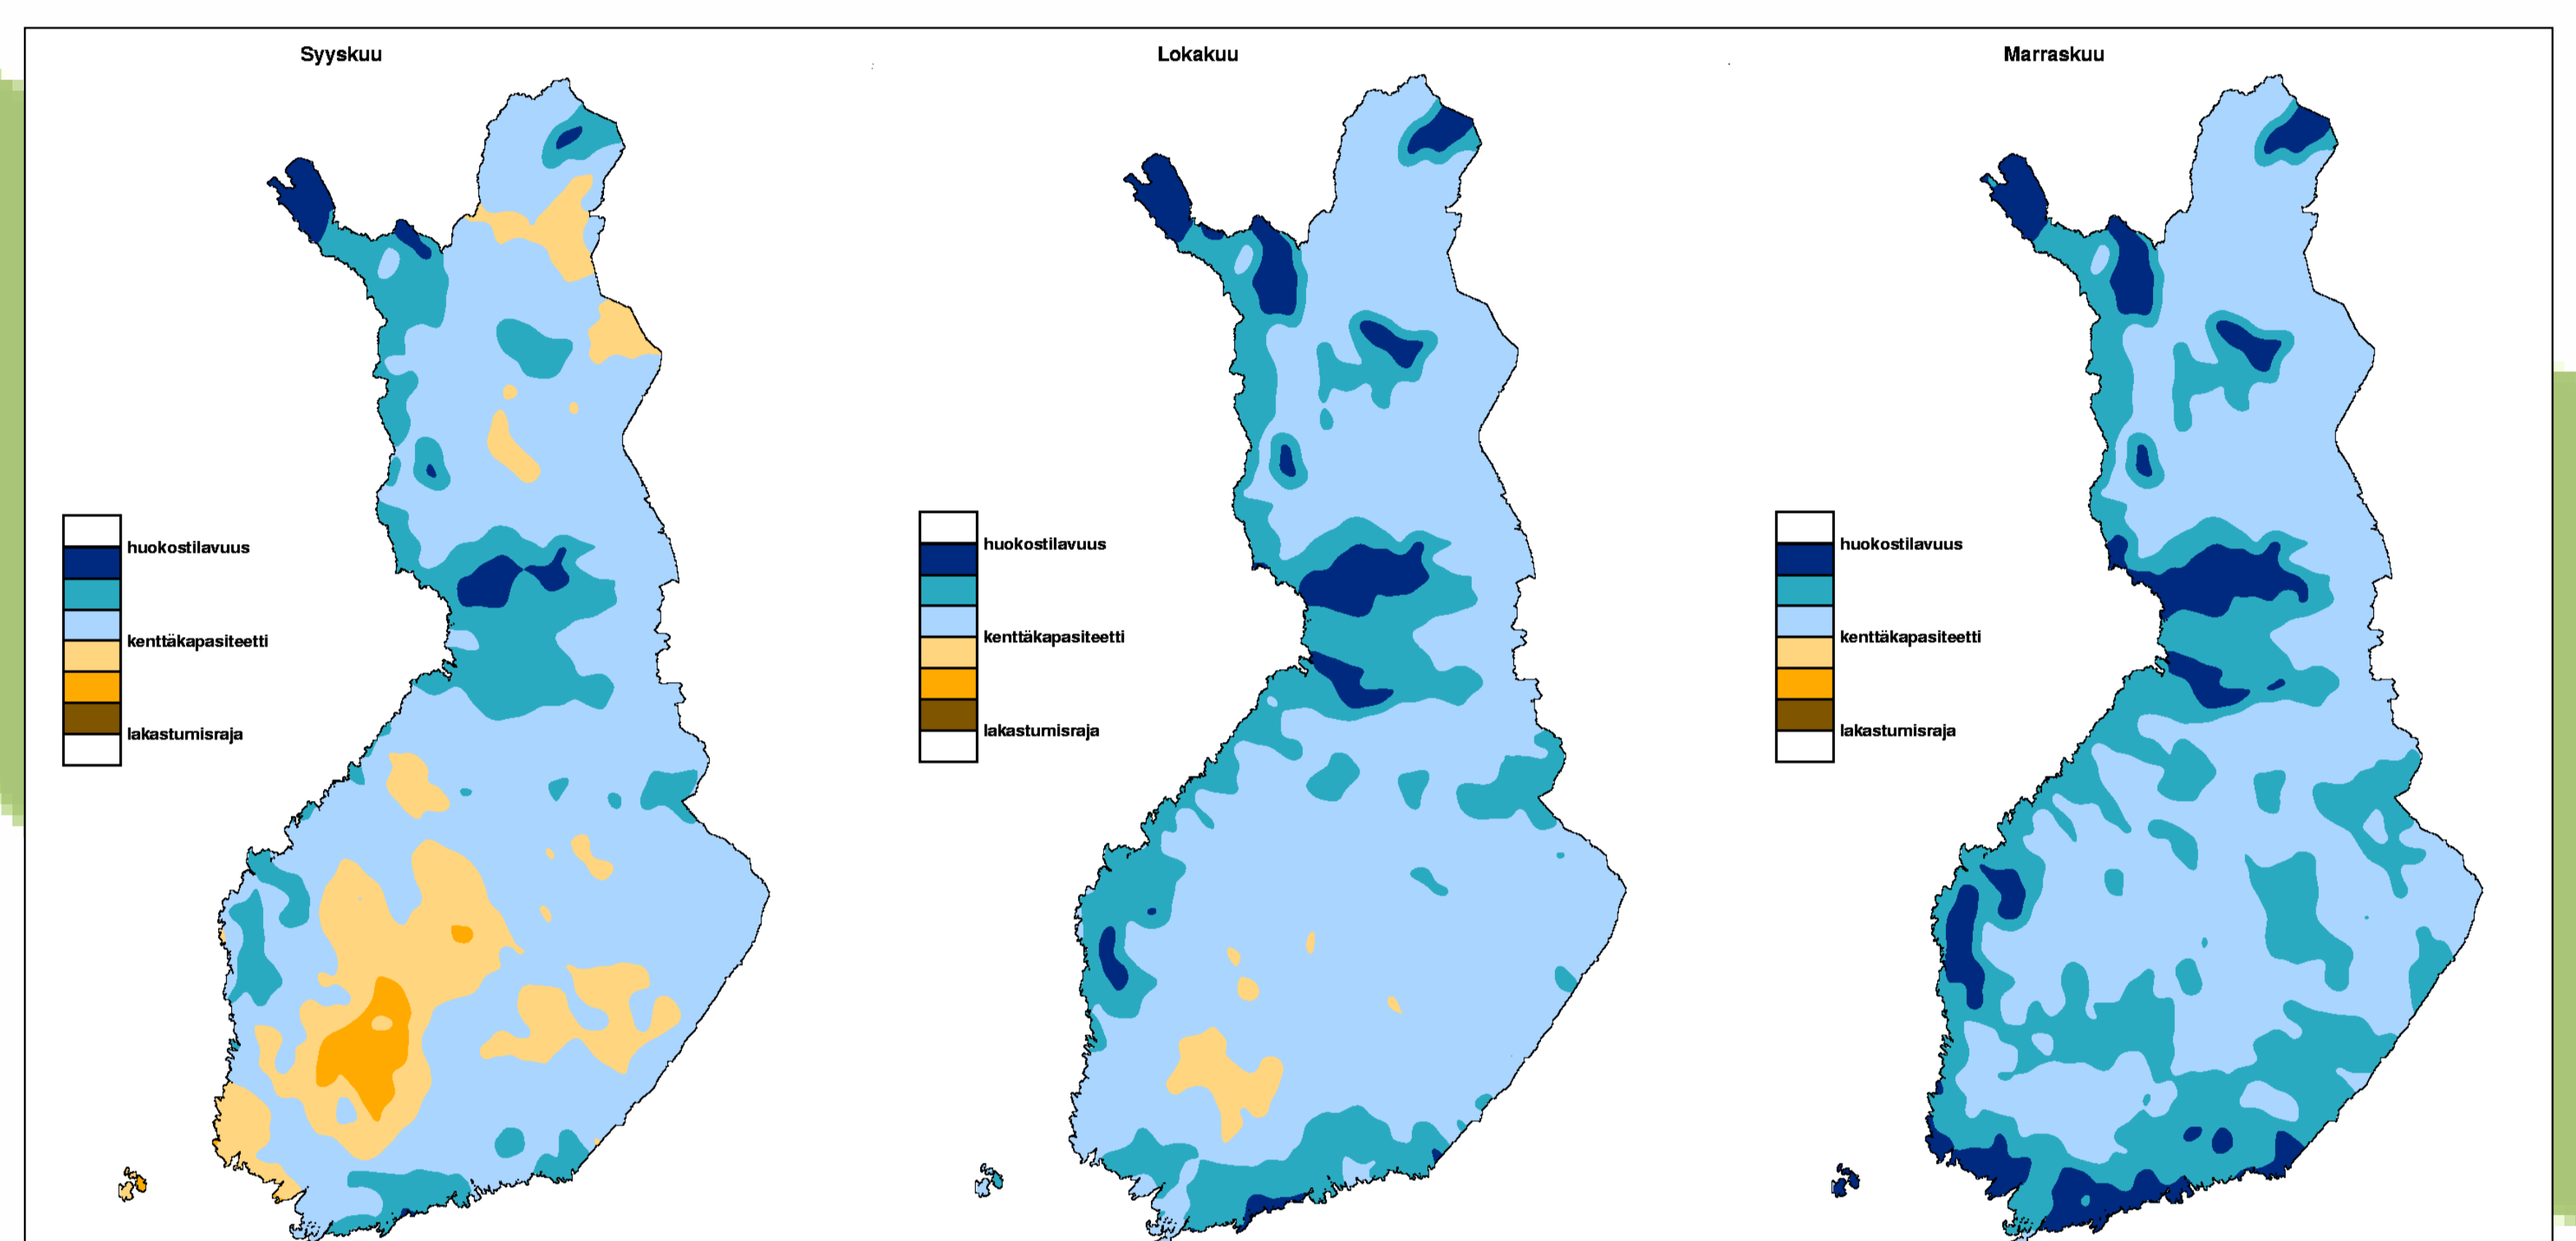 Syyskuu
Lokakuu
Marraskuu
huokostilavuus
kenttäkapasiteetti
lakastumisraja
huokostilavuus
kenttäkapasiteetti
lakastumisraja
huokostilavuus
kenttäkapasiteetti
lakastumisraja